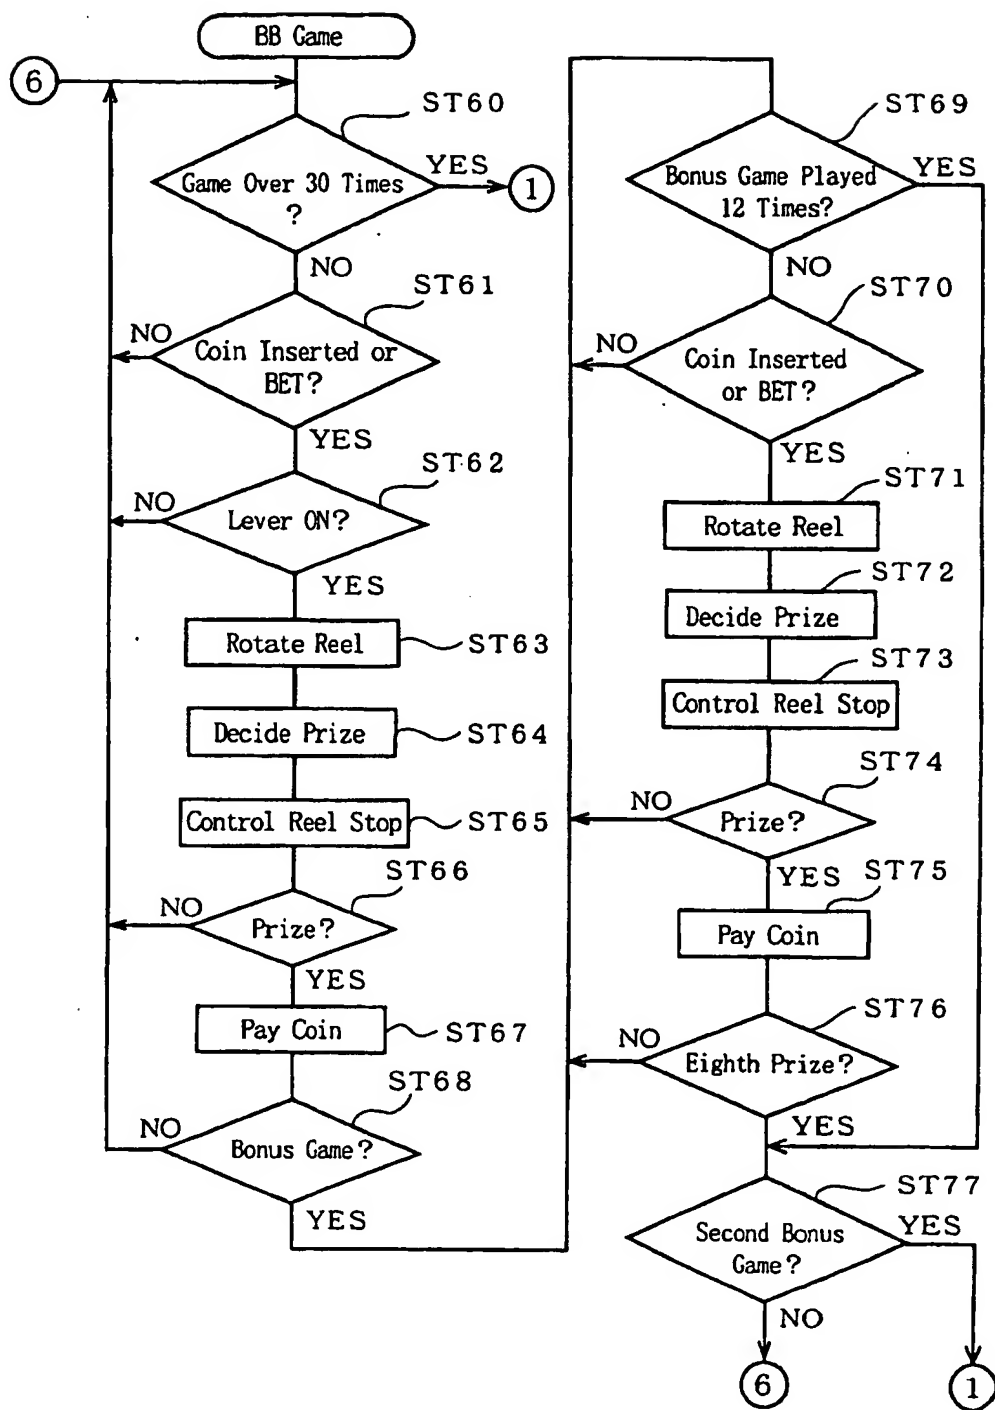 BB Game
6
ST60
Game Over 30 Times
?
YES
1
NO
ST61
Coin Inserted or
BET?
NO
YES
ST62
Lever ON?
NO
YES
Rotate Reel
ST63
Decide Prize
ST64
Control Reel Stop
ST65
ST66
Prize?
NO
YES
Pay Coin
ST67
ST68
Bonus Game?
NO
YES
ST69
Bonus Game Played
12 Times?
YES
NO
ST70
Coin Inserted
or BET?
NO
YES
ST71
Rotate Reel
ST72
Decide Prize
ST73
Control Reel Stop
ST74
Prize?
NO
YES
ST75
Pay Coin
ST76
Eighth Prize?
NO
YES
ST77
Second Bonus
Game?
YES
NO
6
1